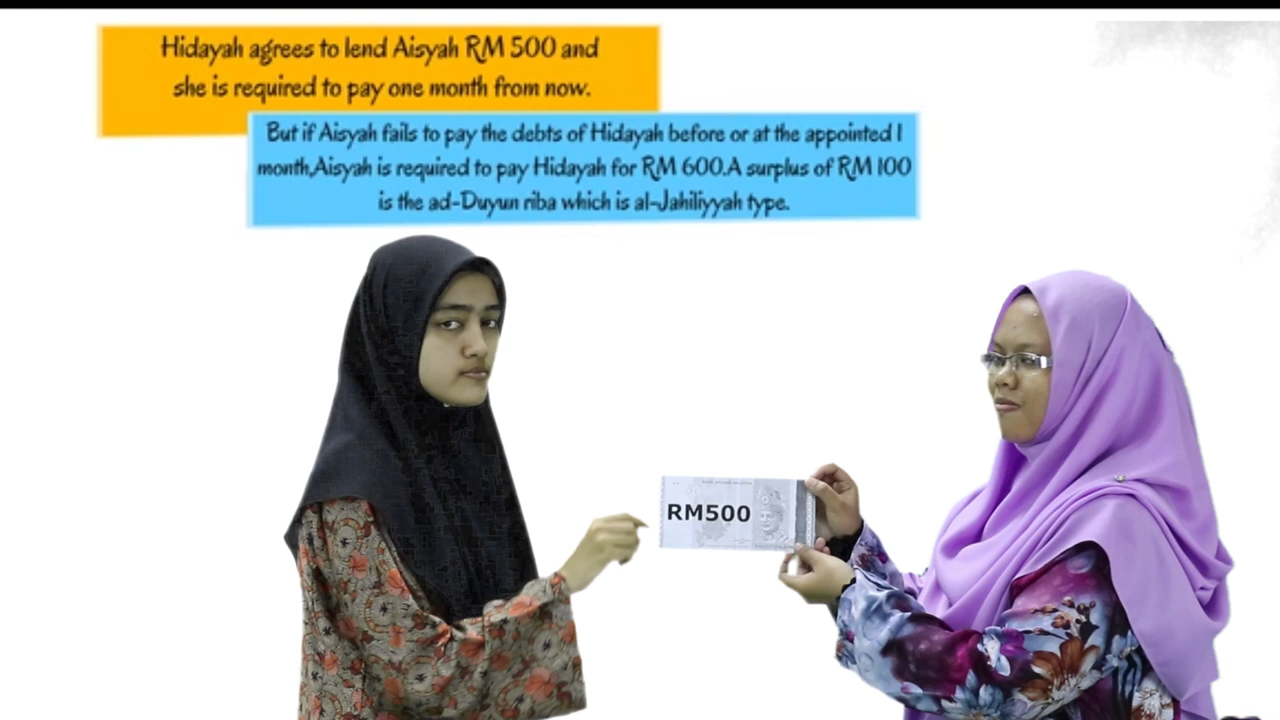 Hidayah agrees to lend Aisyah RM 500 and
she is required to pay one month from now.
But if Aisyah fails to pay the debts of Hidayah before or at the appointed 1
month,Aisyah is required to pay Hidayah for RM 600.A surplus of RM 100
is the ad-Duyun riba which is al-Jahiliyyah type.
RM500